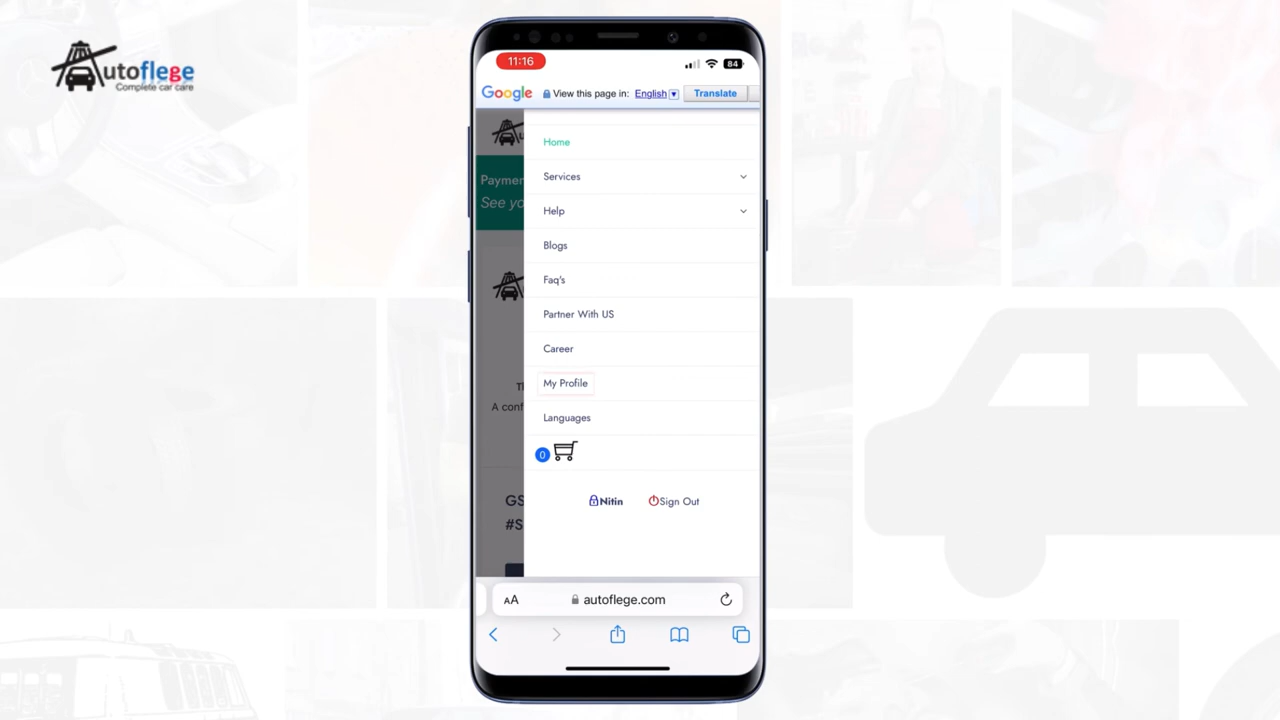 Autoflege
Complete car care
11:16
84
Google View this page in: English Translate
Home
Paymen
Services
See yo
Help
Blogs
Faq's
Partner With US
Career
My Profile
A cont
Languages
0
GS
Nitin Sign Out
#S
AA autoflege.com